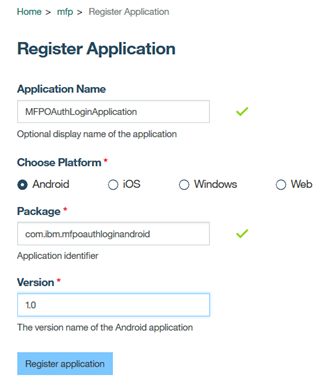 Home > mfp > Register Application
Register Application
Application Name
MFPOAuthLoginApplication
Optional display name of the application
Choose Platform *
Android iOS Windows Web
Package *
com.ibm.mfpoauthloginandroid
Application identifier
Version *
1.0
The version name of the Android application
Register application